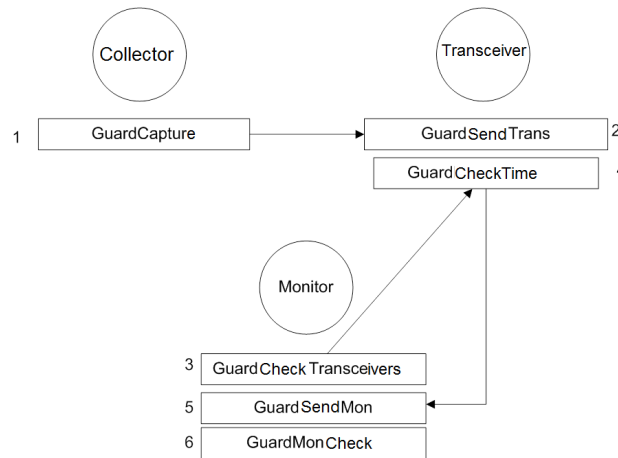 Collector
Transceiver
1
GuardCapture
GuardSendTrans
2
GuardCheckTime
Monitor
3
GuardCheckTransceivers
5
GuardSendMon
6
GuardMonCheck